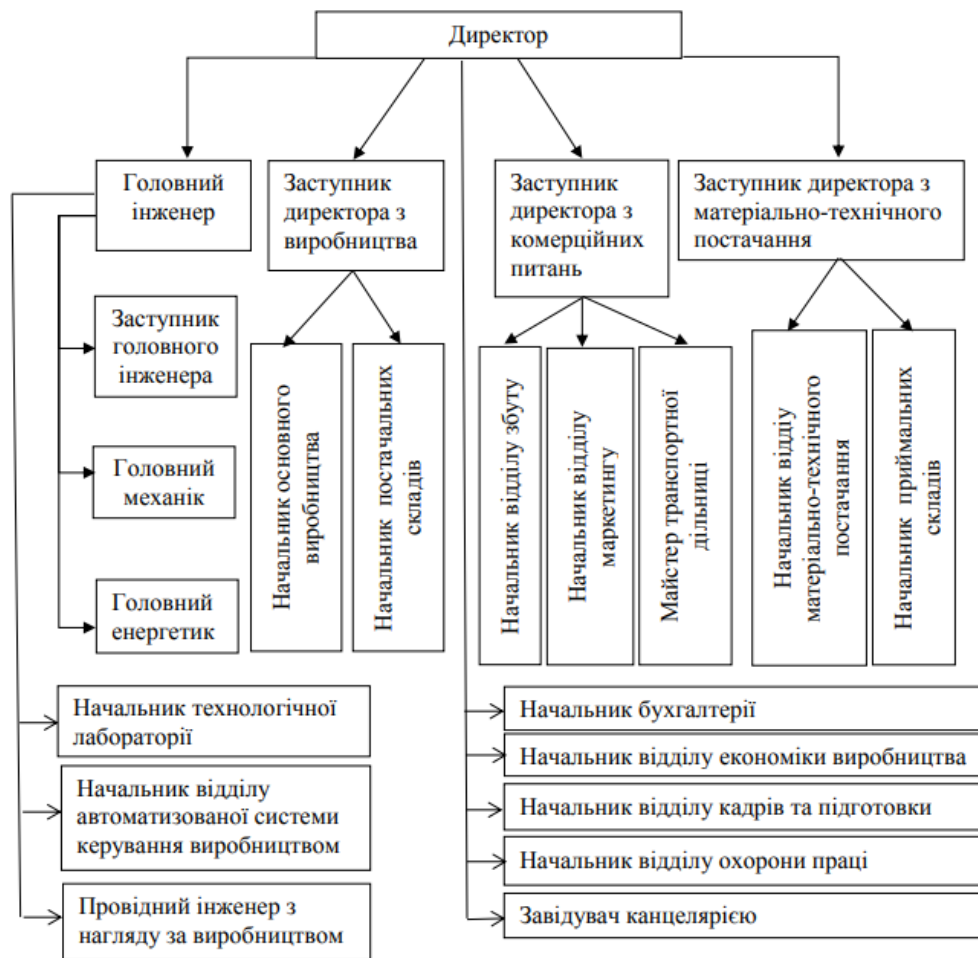 Директор
Головний
інженер
Заступник
директора з
виробництва
Заступник
директора з
комерційних
питань
Заступник директора з
матеріально-технічного
постачання
Заступник
головного
інженера
Головний
механік
Головний
енергетик
Начальник основного
виробництва
Начальник постачальних
складів
Начальник відділу збуту
Начальник відділу
маркетингу
Майстер транспортної
дільниці
Начальник віддіу
матеріально-технічного
постачання
Начальник приймальних
складів
Начальник технологічної
лабораторії
Начальник відділу
автоматизованої системи
керування виробництвом
Провідний інженер з
нагляду за виробництвом
Начальник бухгалтерії
Начальник відділу економіки виробництва
Начальник відділу кадрів та підготовки
Начальник відділу охорони праці
Завідувач канцелярією